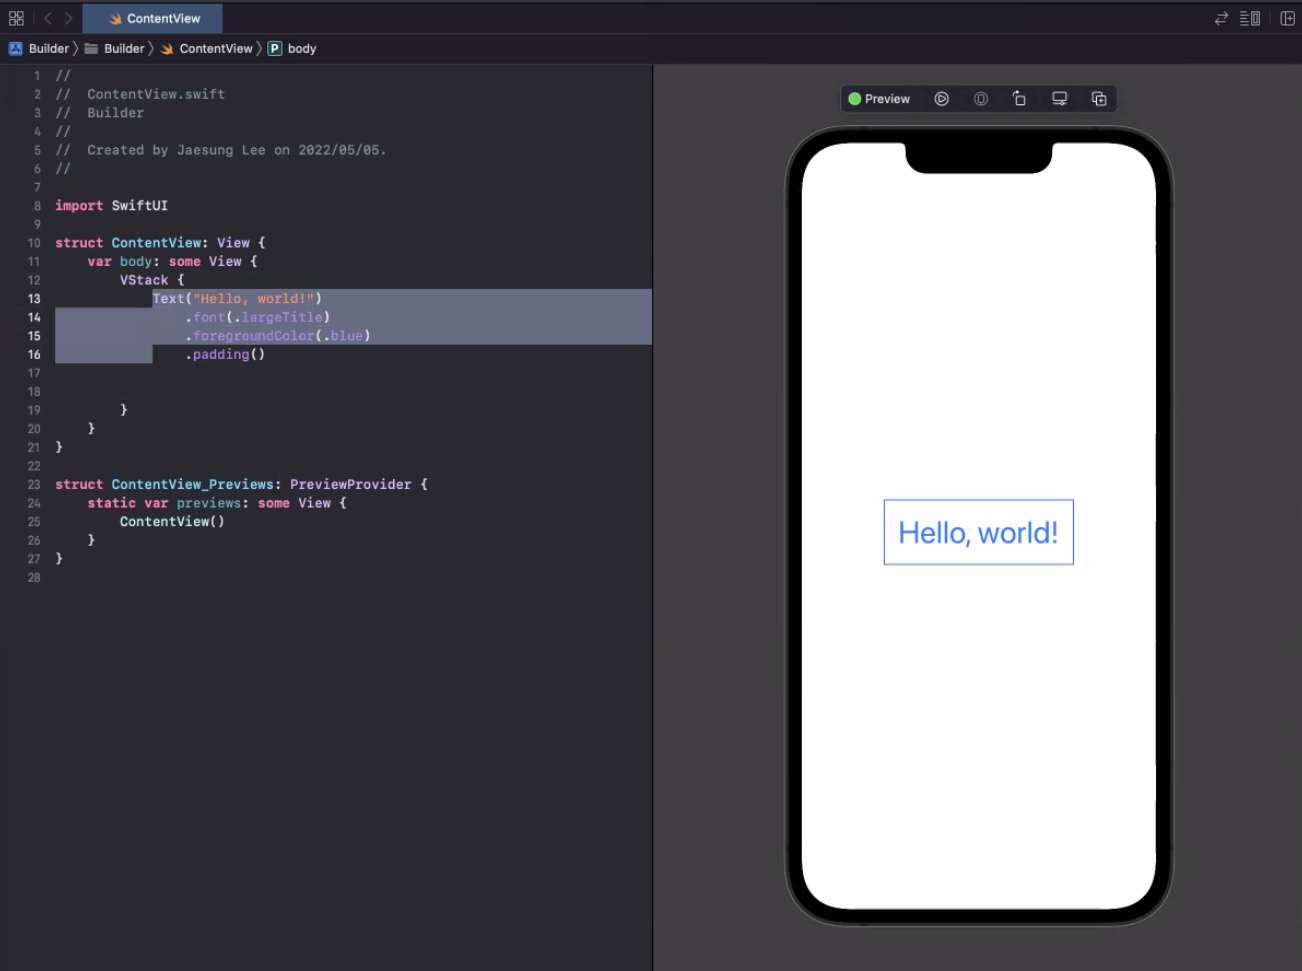 ContentView
Builder 〉 Builder 〉 ContentView 〉 P body
1 //
2 //  ContentView.swift
3 //  Builder
4 //
5 //  Created by Jaesung Lee on 2022/05/05.
6 //
7
8 import SwiftUI
9
10 struct ContentView: View {
11     var body: some View {
12         VStack {
13             Text("Hello, world!")
14                 .font(.largeTitle)
15                 .foregroundColor(.blue)
16                 .padding()
17
18
19         }
20     }
21 }
22
23 struct ContentView_Previews: PreviewProvider {
24     static var previews: some View {
25         ContentView()
26     }
27 }
28
Preview
Hello, world!